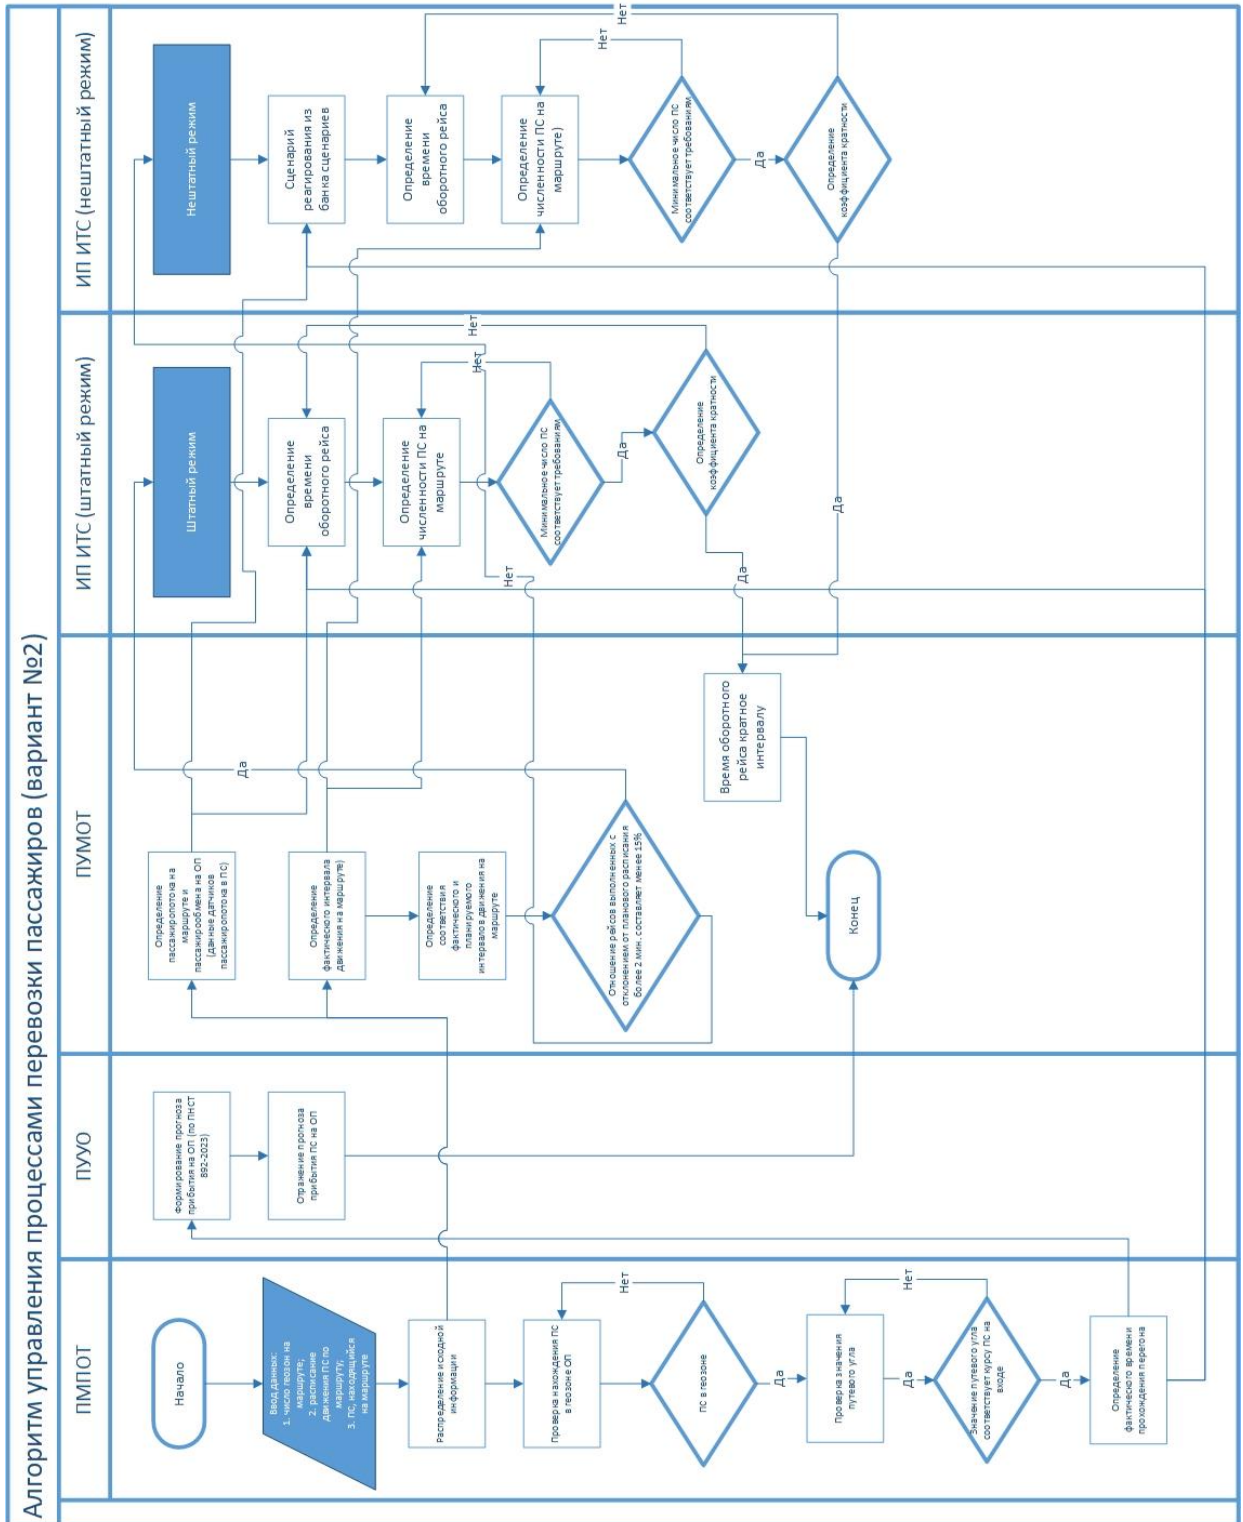 Алгоритм управления процессами перевозки пассажиров (вариант №2)
ПМПОТ
ПУУО
ПУМОТ
ИП ИТС (штатный режим)
ИП ИТС (нештатный режим)
Начало
Ввод данных:
1. число геозон на
маршруте;
2. расписание
движения ПС по
маршруту;
3. ПС, находящийся
на маршруте
Распределение исходной
информации
Проверка нахождения ПС
в геозоне ОП
ПС в геозоне
Нет
Да
Проверка значения
путевого угла
Да
Значение путевого угла
соответствует курсу ПС на
входе
Нет
Да
Определение
фактического времени
прохождения перегона
Формирование прогноза
прибытия на ОП (по ПНСТ
892-2023)
Отражение прогноза
прибытия ПС на ОП
Определение
пассажиропотока на
маршруте и
пассажирообмена на ОП
(данные датчиков
пассажиропотока в ПС)
Определение
фактического интервала
движения на маршруте)
Определение
соответствия
фактического и
планируемого
интервалов движения на
маршруте
Отношение рейсов выполненных с
отклонением от планового расписания
более 2 мин. составляет менее 15%
Да
Нет
Время оборотного
рейса кратное
интервалу
Конец
Штатный режим
Определение
времени
оборотного рейса
Определение
численности ПС на
маршруте
Минимальное число ПС
соответствует требованиям
Нет
Да
Определение
коэффициента кратности
Нет
Да
Нештатный режим
Сценарий
реагирования из
банка сценариев
Определение
времени
оборотного рейса
Определение
численности ПС на
маршруте)
Минимальное число ПС
соответствует требованиям
Нет
Да
Определение
коэффициента кратности
Нет
Да